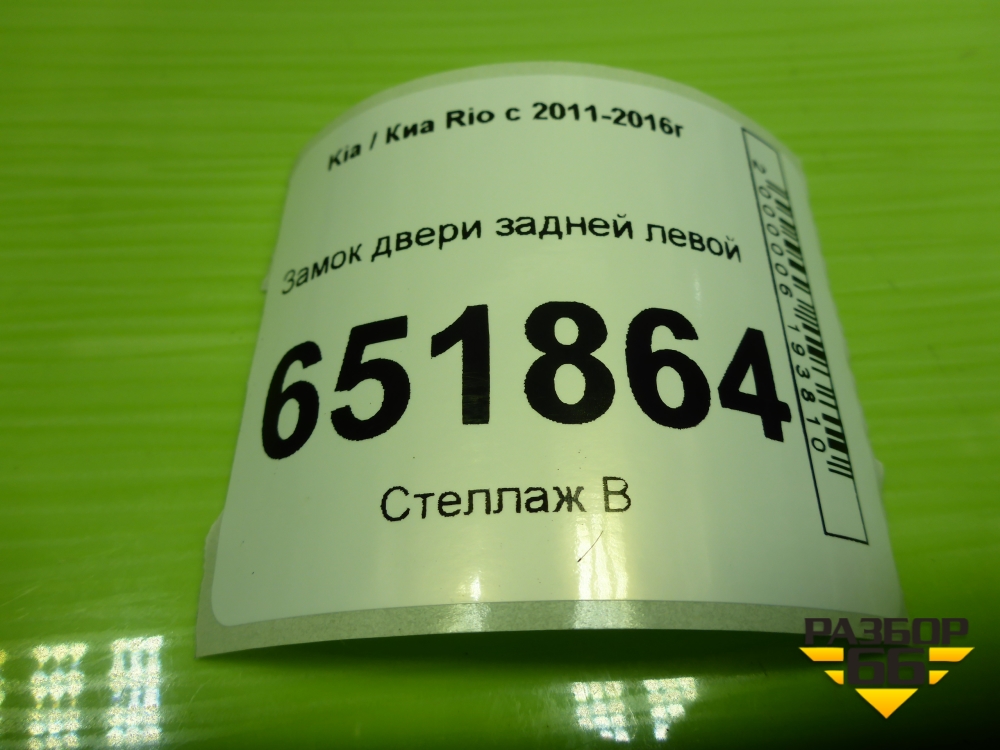 Kia / Киа Rio с 2011-2016г
Замок двери задней левой
651864
Стеллаж В
2000006193810
РАЗБОР
66